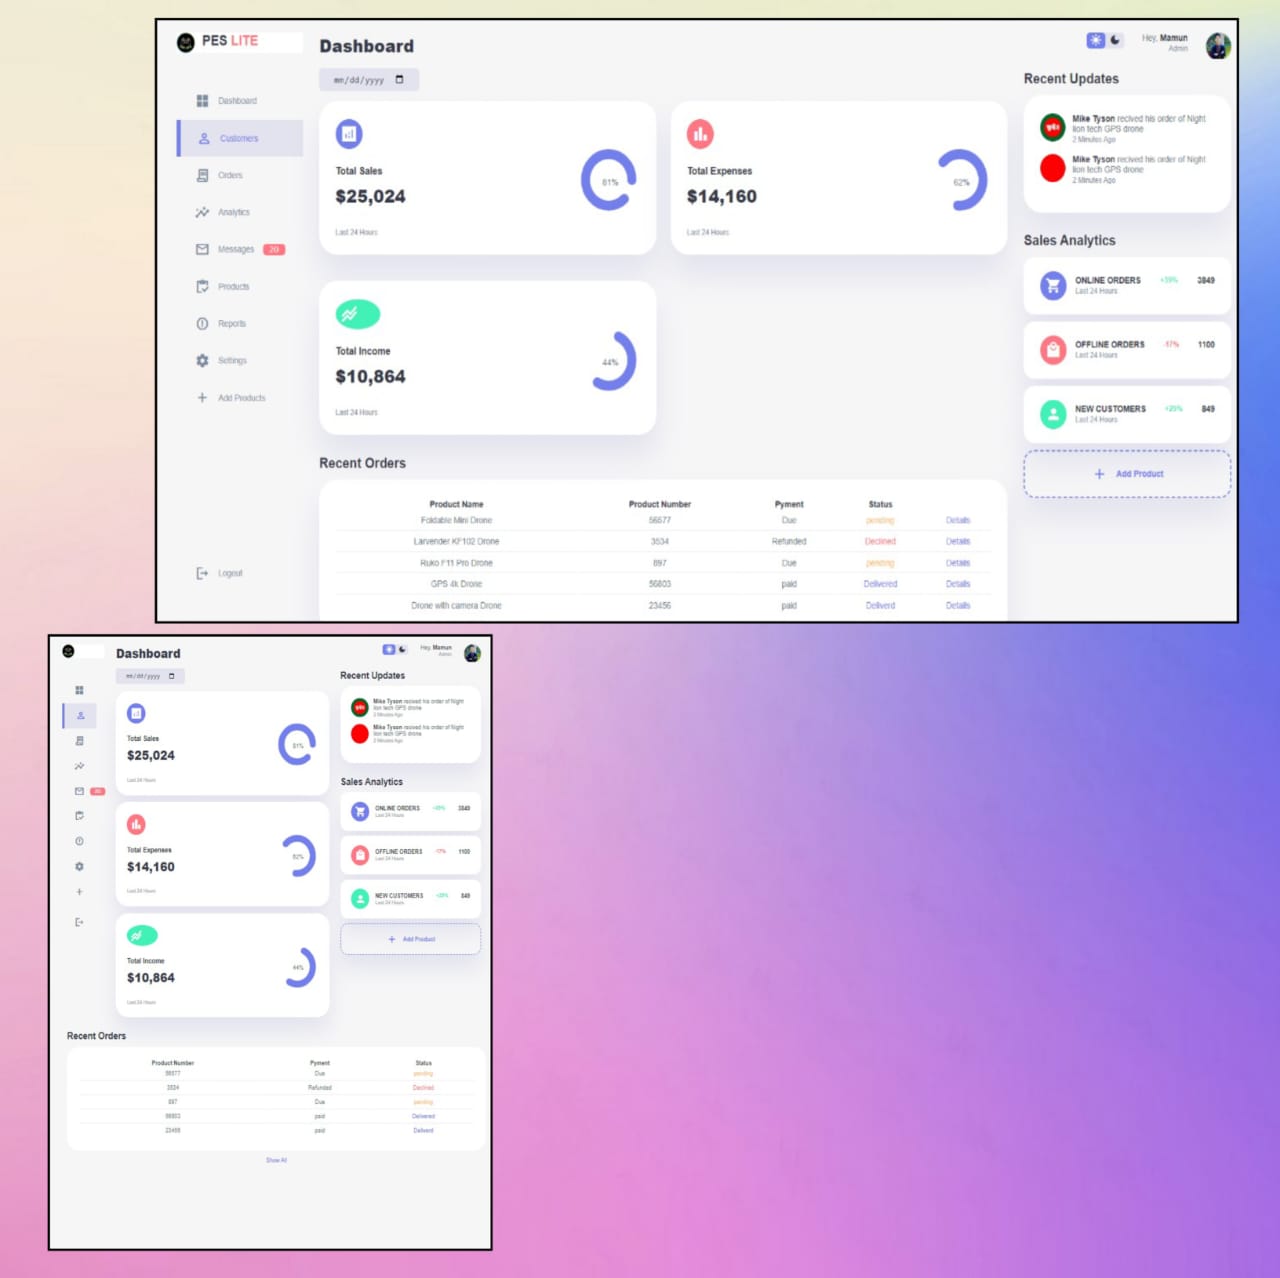 PES LITE
Dashboard
Hey, Mamun
Admin
mm/dd/yyyy
Dashboard
Customers
Orders
Analytics
Messages 20
Products
Reports
Settings
Add Products
Logout
Total Sales
$25,024
81%
Last 24 Hours
Total Expenses
$14,160
62%
Last 24 Hours
Total Income
$10,864
44%
Last 24 Hours
Recent Orders
Product Name Product Number Pyment Status
Foldable Mini Drone 56577 Due pending Details
Larvender KF102 Drone 3534 Refunded Declined Details
Ruko F11 Pro Drone 897 Due pending Details
GPS 4k Drone 56803 paid Delivered Details
Drone with camera Drone 23456 paid Deliverd Details
Recent Updates
Mike Tyson recived his order of Night
lion tech GPS drone
2 Minutes Ago
Mike Tyson recived his order of Night
lion tech GPS drone
2 Minutes Ago
Sales Analytics
ONLINE ORDERS +39% 3849
Last 24 Hours
OFFLINE ORDERS -17% 1100
Last 24 Hours
NEW CUSTOMERS +25% 849
Last 24 Hours
Add Product
Dashboard
Hey, Mamun
Admin
mm/dd/yyyy
20
Total Sales
$25,024
81%
Last 24 Hours
Total Expenses
$14,160
62%
Last 24 Hours
Total Income
$10,864
44%
Last 24 Hours
Recent Updates
Mike Tyson recived his order of Night
lion tech GPS drone
2 Minutes Ago
Mike Tyson recived his order of Night
lion tech GPS drone
2 Minutes Ago
Sales Analytics
ONLINE ORDERS +39% 3849
Last 24 Hours
OFFLINE ORDERS -17% 1100
Last 24 Hours
NEW CUSTOMERS +25% 849
Last 24 Hours
Add Product
Recent Orders
Product Number Pyment Status
56577 Due pending
3534 Refunded Declined
897 Due pending
56803 paid Delivered
23456 paid Deliverd
Show All